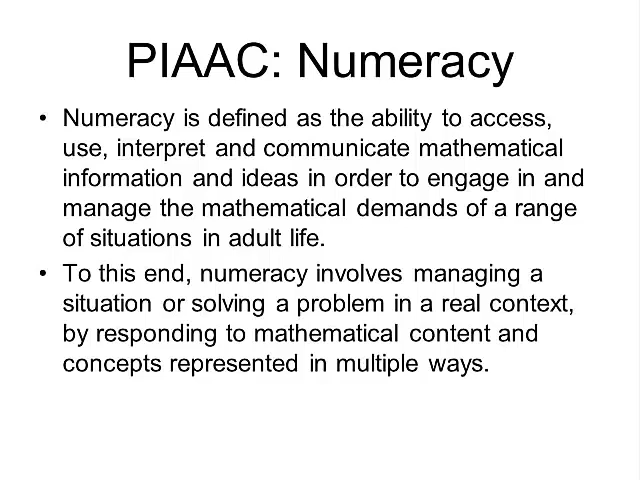 PIAAC: Numeracy
• Numeracy is defined as the ability to access,
use, interpret and communicate mathematical
information and ideas in order to engage in and
manage the mathematical demands of a range
of situations in adult life.
• To this end, numeracy involves managing a
situation or solving a problem in a real context,
by responding to mathematical content and
concepts represented in multiple ways.